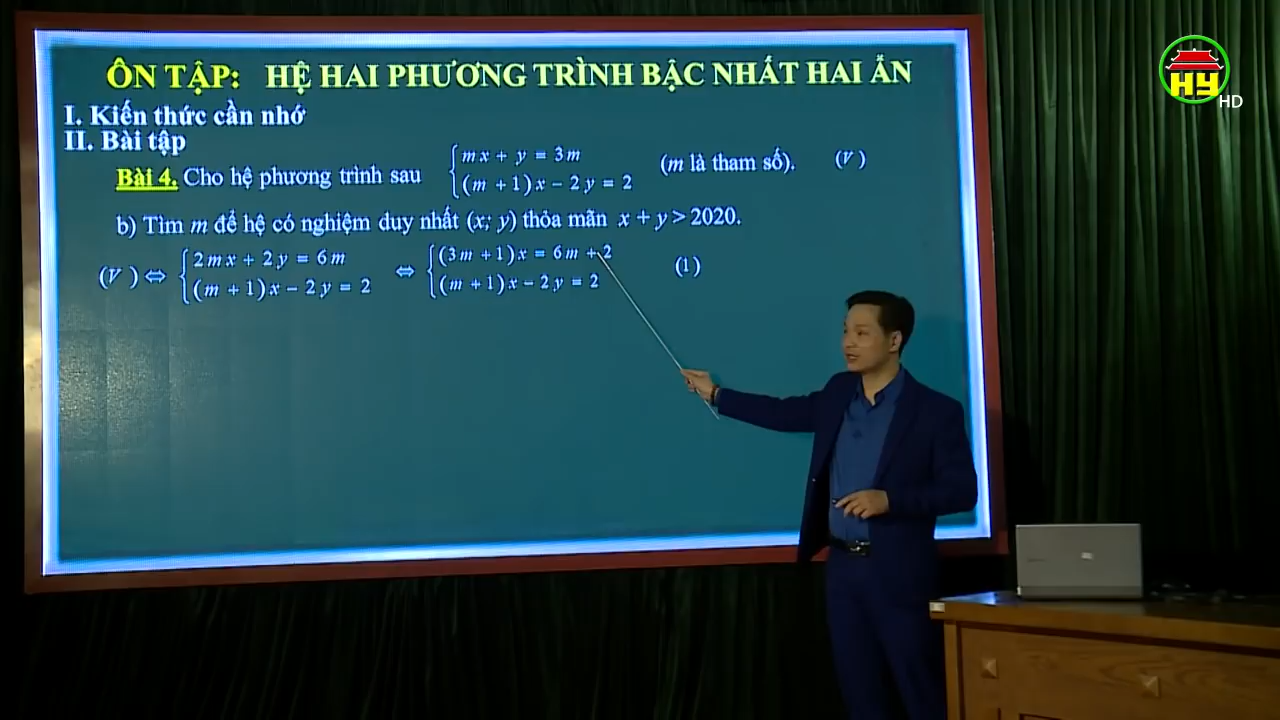 ÔN TẬP: HỆ HAI PHƯƠNG TRÌNH BẬC NHẤT HAI ẨN
HY
HD
I. Kiến thức cần nhớ
II. Bài tập
Bài 4. Cho hệ phương trình sau { mx + y = 3m (m là tham số). (V)
(m + 1)x − 2y = 2
b) Tìm m để hệ có nghiệm duy nhất (x; y) thỏa mãn x + y > 2020.
(V) ⇔ { 2mx + 2y = 6m ⇔ { (3m + 1)x = 6m + 2 (1)
(m + 1)x − 2y = 2 (m + 1)x − 2y = 2